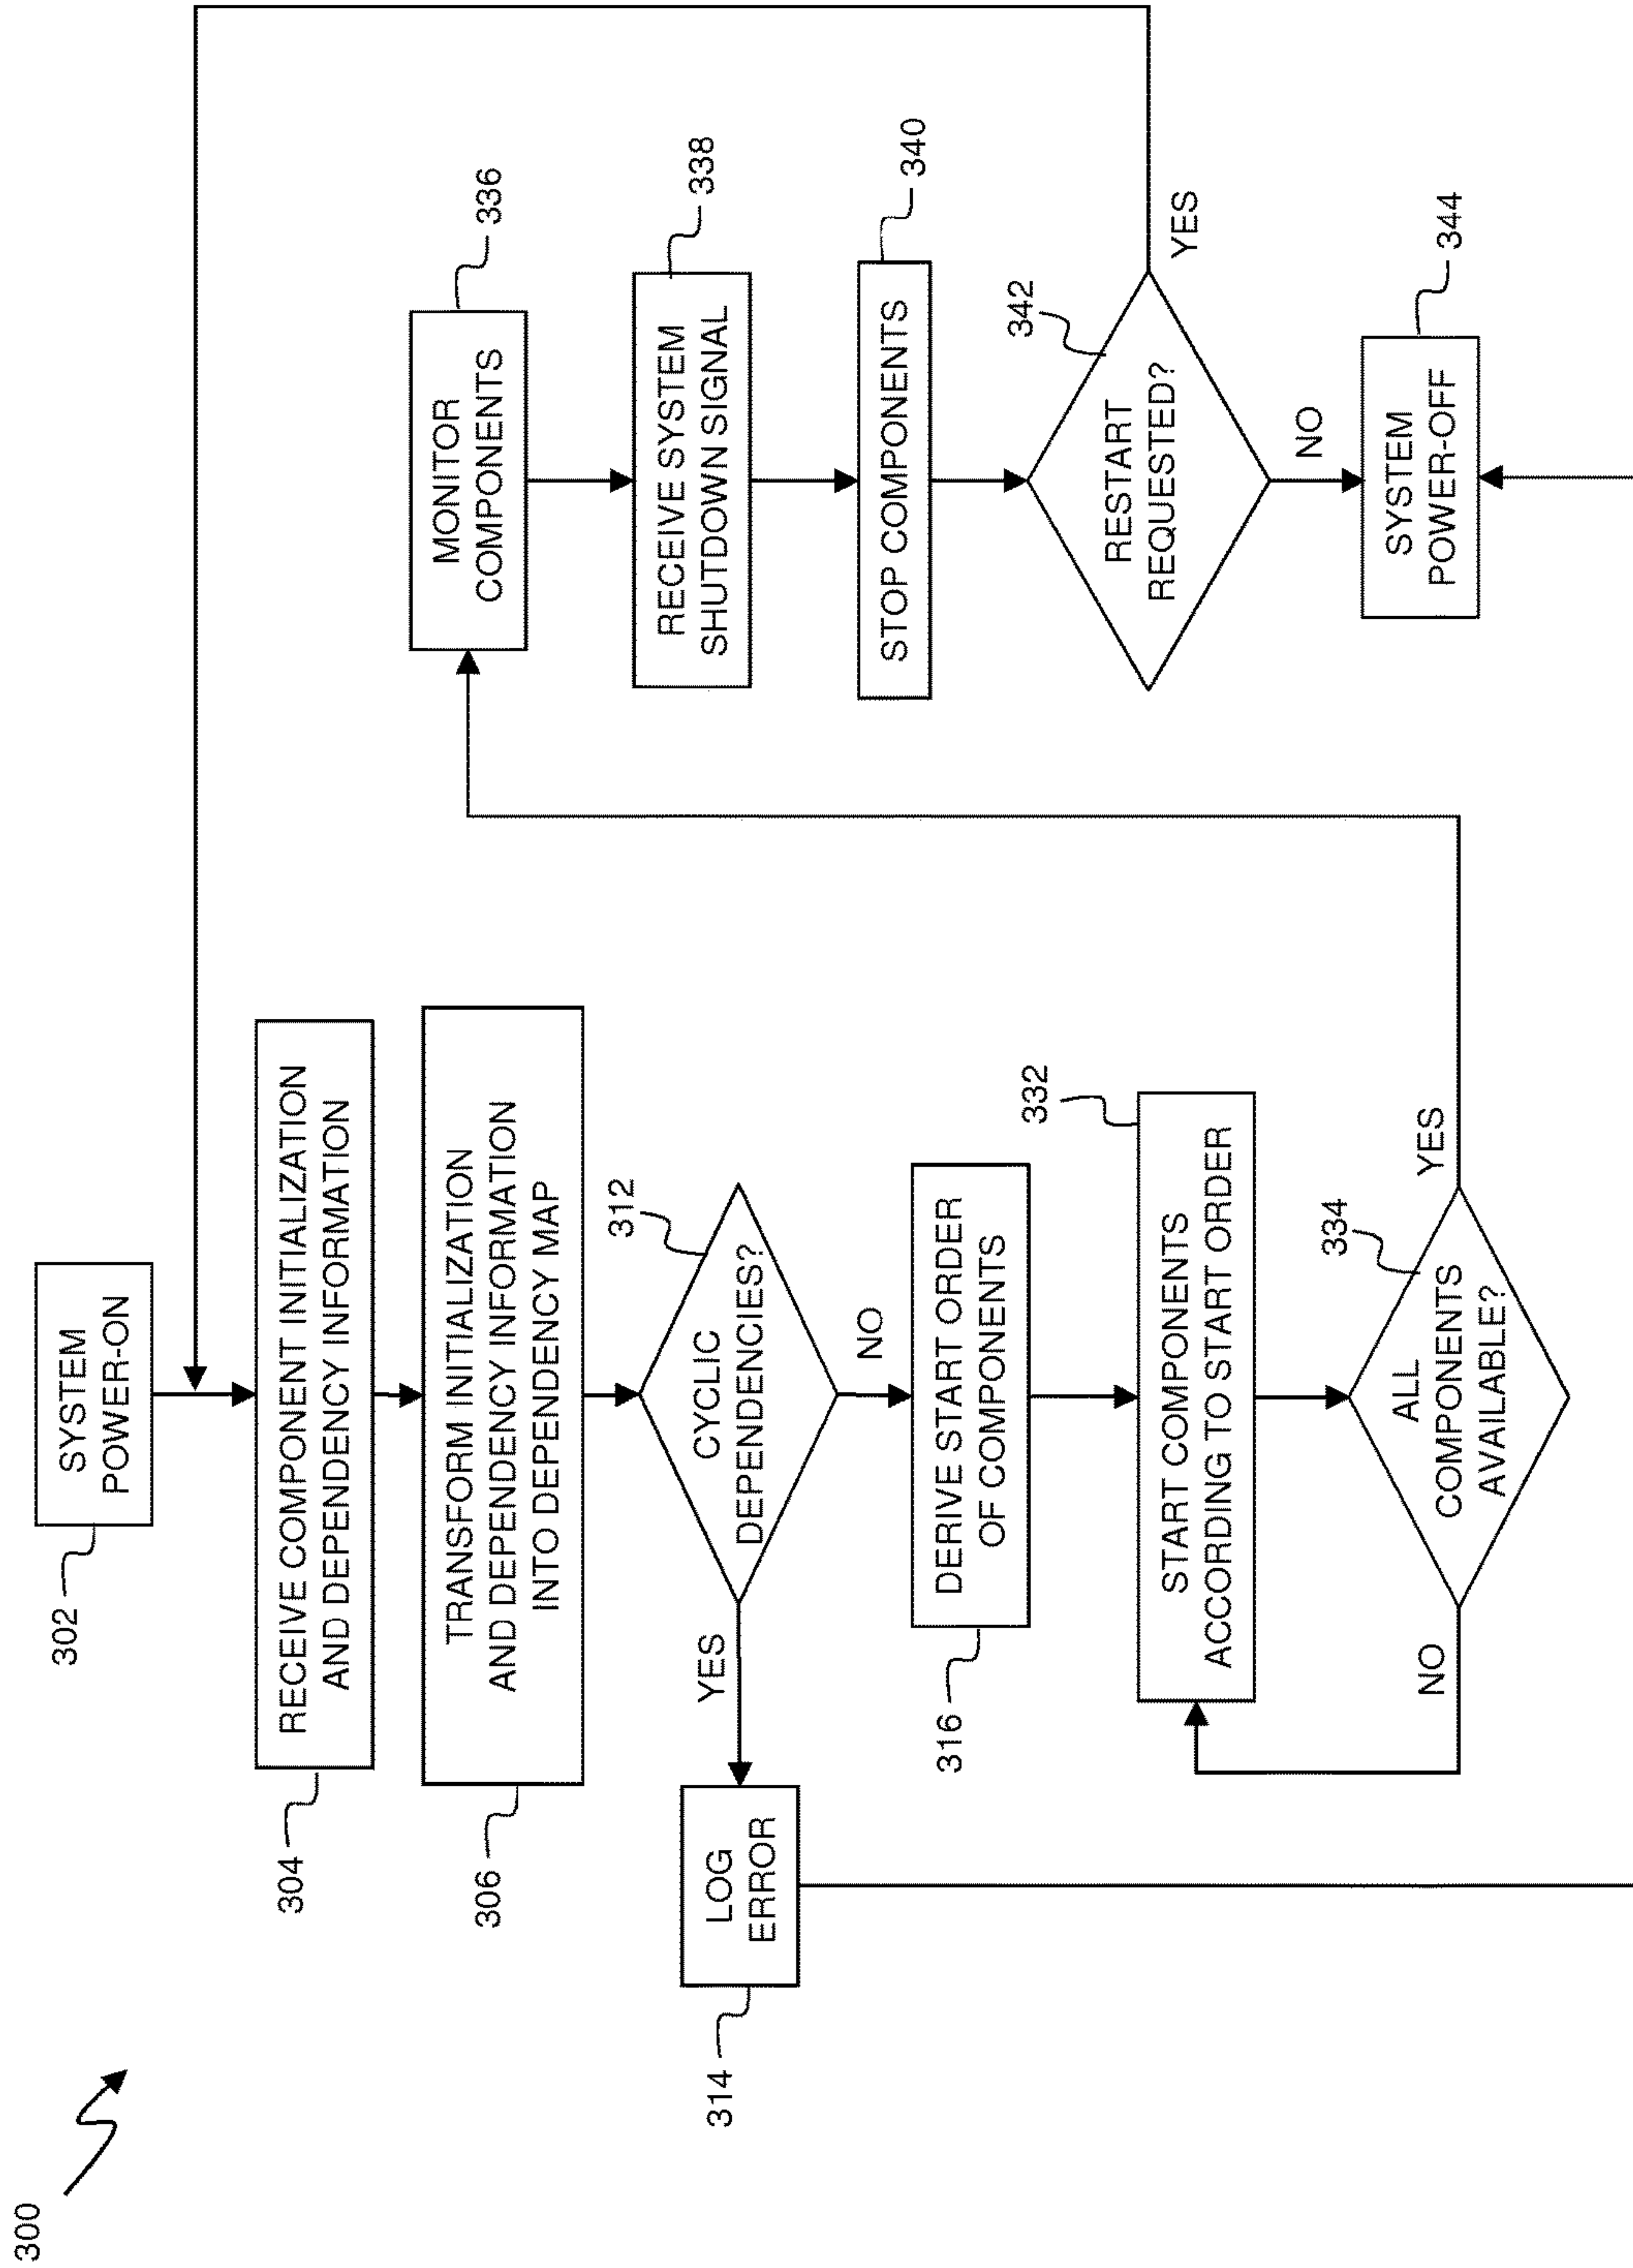 300
SYSTEM
POWER-ON
302
RECEIVE COMPONENT INITIALIZATION
AND DEPENDENCY INFORMATION
304
TRANSFORM INITIALIZATION
AND DEPENDENCY INFORMATION
INTO DEPENDENCY MAP
306
CYCLIC
DEPENDENCIES?
312
YES
NO
LOG
ERROR
314
DERIVE START ORDER
OF COMPONENTS
316
START COMPONENTS
ACCORDING TO START ORDER
332
ALL
COMPONENTS
AVAILABLE?
334
NO
YES
MONITOR
COMPONENTS
336
RECEIVE SYSTEM
SHUTDOWN SIGNAL
338
STOP COMPONENTS
340
RESTART
REQUESTED?
342
YES
NO
SYSTEM
POWER-OFF
344